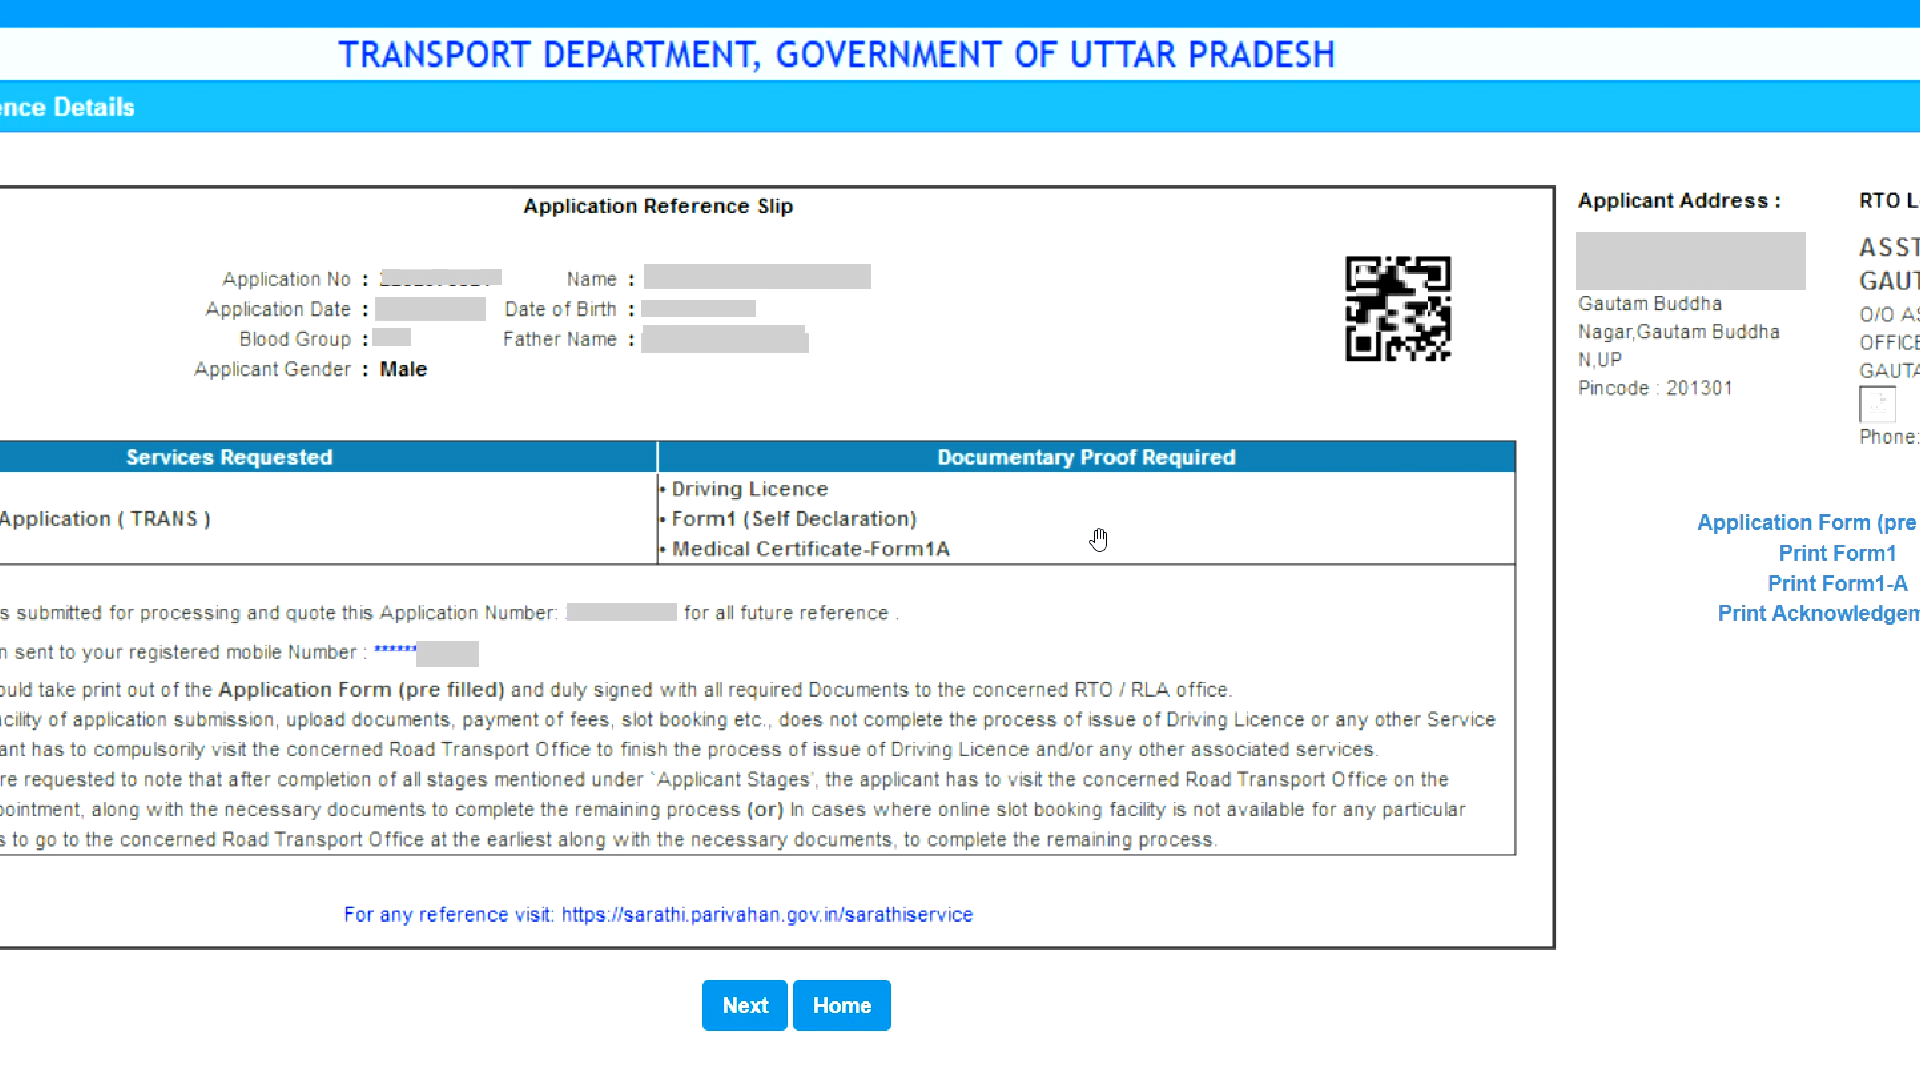 TRANSPORT DEPARTMENT, GOVERNMENT OF UTTAR PRADESH
ence Details
Application Reference Slip
Application No :
Name :
Application Date :
Date of Birth :
Blood Group :
Father Name :
Applicant Gender : Male
Services Requested
Documentary Proof Required
Application ( TRANS )
• Driving Licence
• Form1 (Self Declaration)
• Medical Certificate-Form1A
s submitted for processing and quote this Application Number: for all future reference .
n sent to your registered mobile Number : ******
ould take print out of the Application Form (pre filled) and duly signed with all required Documents to the concerned RTO / RLA office.
acility of application submission, upload documents, payment of fees, slot booking etc., does not complete the process of issue of Driving Licence or any other Service
ant has to compulsorily visit the concerned Road Transport Office to finish the process of issue of Driving Licence and/or any other associated services.
re requested to note that after completion of all stages mentioned under `Applicant Stages', the applicant has to visit the concerned Road Transport Office on the
pointment, along with the necessary documents to complete the remaining process (or) In cases where online slot booking facility is not available for any particular
s to go to the concerned Road Transport Office at the earliest along with the necessary documents, to complete the remaining process.
For any reference visit: https://sarathi.parivahan.gov.in/sarathiservice
Next
Home
Applicant Address :
Gautam Buddha
Nagar,Gautam Buddha
N,UP
Pincode : 201301
RTO L
ASST
GAUT
O/O AS
OFFICE
GAUTA
Phone:
Application Form (pre
Print Form1
Print Form1-A
Print Acknowledgem